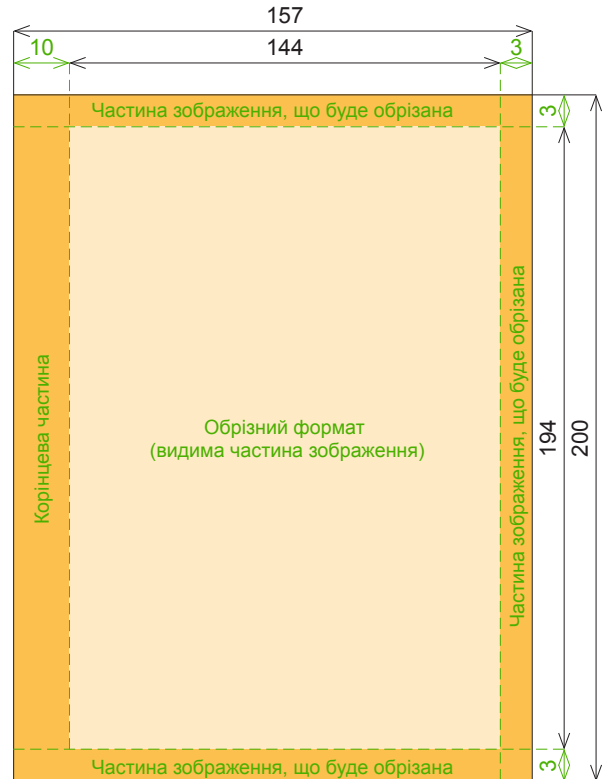 157
10
144
3
Частина зображення, що буде обрізана
3
Корінцева частина
Обрізний формат
(видима частина зображення)
Частина зображення, що буде обрізана
194
200
Частина зображення, що буде обрізана
3